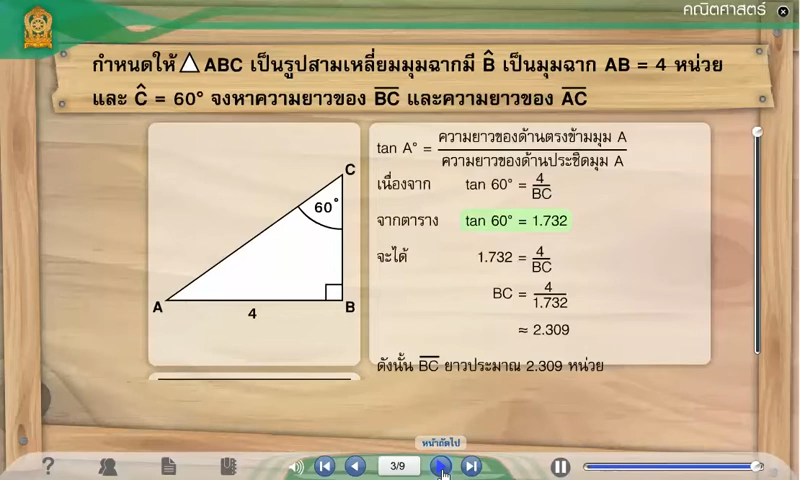 คณิตศาสตร์
กำหนดให้ △ ABC เป็นรูปสามเหลี่ยมมุมฉากมี B̂ เป็นมุมฉาก AB = 4 หน่วย
และ Ĉ = 60° จงหาความยาวของ B̅C̅ และความยาวของ A̅C̅
C
60°
A
B
4
tan A° = ความยาวของด้านตรงข้ามมุม A
ความยาวของด้านประชิดมุม A
เนื่องจาก tan 60° = 4
BC
จากตาราง tan 60° = 1.732
จะได้ 1.732 = 4
BC
BC = 4
1.732
≈ 2.309
ดังนั้น B̅C̅ ยาวประมาณ 2.309 หน่วย
หน้าถัดไป
?
3/9